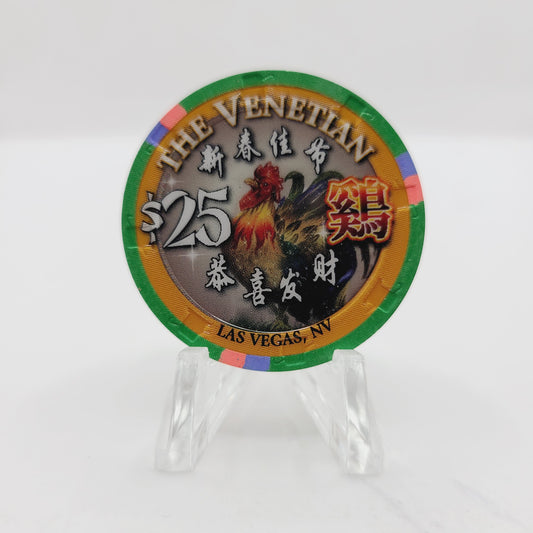 THE VENETIAN
新春佳节
$25
鷄
恭喜发财
LAS VEGAS, NV